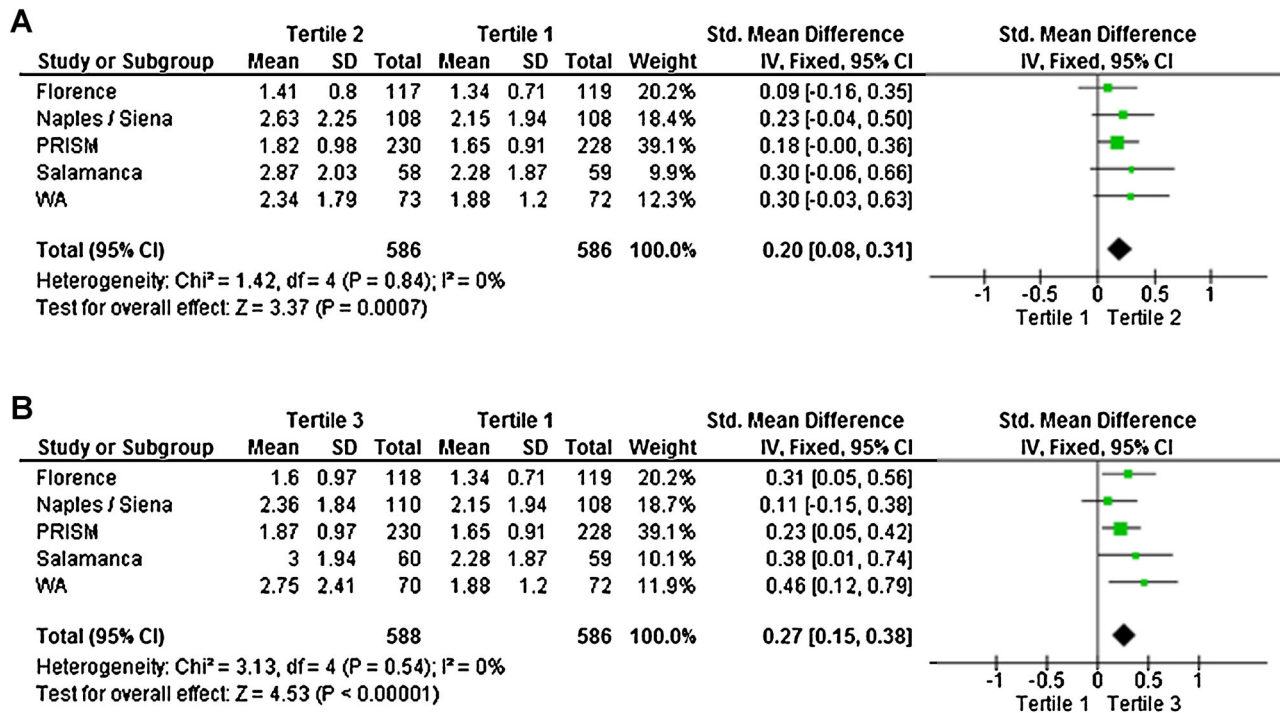 A
Tertile 2 Tertile 1 Std. Mean Difference Std. Mean Difference
Study or Subgroup Mean SD Total Mean SD Total Weight IV, Fixed, 95% CI IV, Fixed, 95% CI
Florence 1.41 0.8 117 1.34 0.71 119 20.2% 0.09 [-0.16, 0.35]
Naples / Siena 2.63 2.25 108 2.15 1.94 108 18.4% 0.23 [-0.04, 0.50]
PRISM 1.82 0.98 230 1.65 0.91 228 39.1% 0.18 [-0.00, 0.36]
Salamanca 2.87 2.03 58 2.28 1.87 59 9.9% 0.30 [-0.06, 0.66]
WA 2.34 1.79 73 1.88 1.2 72 12.3% 0.30 [-0.03, 0.63]
Total (95% CI) 586 586 100.0% 0.20 [0.08, 0.31]
Heterogeneity: Chi² = 1.42, df = 4 (P = 0.84); I² = 0%
Test for overall effect: Z = 3.37 (P = 0.0007)
-1 -0.5 0 0.5 1
Tertile 1 Tertile 2
B
Tertile 3 Tertile 1 Std. Mean Difference Std. Mean Difference
Study or Subgroup Mean SD Total Mean SD Total Weight IV, Fixed, 95% CI IV, Fixed, 95% CI
Florence 1.6 0.97 118 1.34 0.71 119 20.2% 0.31 [0.05, 0.56]
Naples / Siena 2.36 1.84 110 2.15 1.94 108 18.7% 0.11 [-0.15, 0.38]
PRISM 1.87 0.97 230 1.65 0.91 228 39.1% 0.23 [0.05, 0.42]
Salamanca 3 1.94 60 2.28 1.87 59 10.1% 0.38 [0.01, 0.74]
WA 2.75 2.41 70 1.88 1.2 72 11.9% 0.46 [0.12, 0.79]
Total (95% CI) 588 586 100.0% 0.27 [0.15, 0.38]
Heterogeneity: Chi² = 3.13, df = 4 (P = 0.54); I² = 0%
Test for overall effect: Z = 4.53 (P < 0.00001)
-1 -0.5 0 0.5 1
Tertile 1 Tertile 3